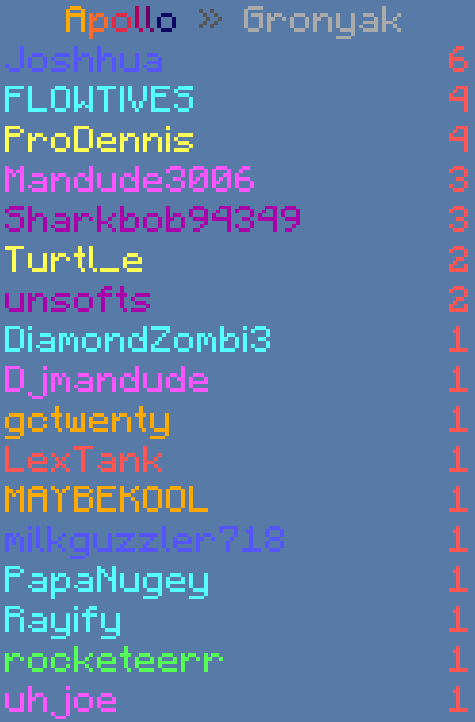 Apollo » Gronyak
Joshhua 6
FLOWTIVES 4
ProDennis 4
Mandude3006 3
Sharkbob94349 3
Turtl_e 2
unsofts 2
DiamondZombi3 1
Djmandude 1
gctwenty 1
LexTank 1
MAYBEKOOL 1
milkguzzler718 1
PapaNugey 1
Rayify 1
rocketeerr 1
uhjoe 1